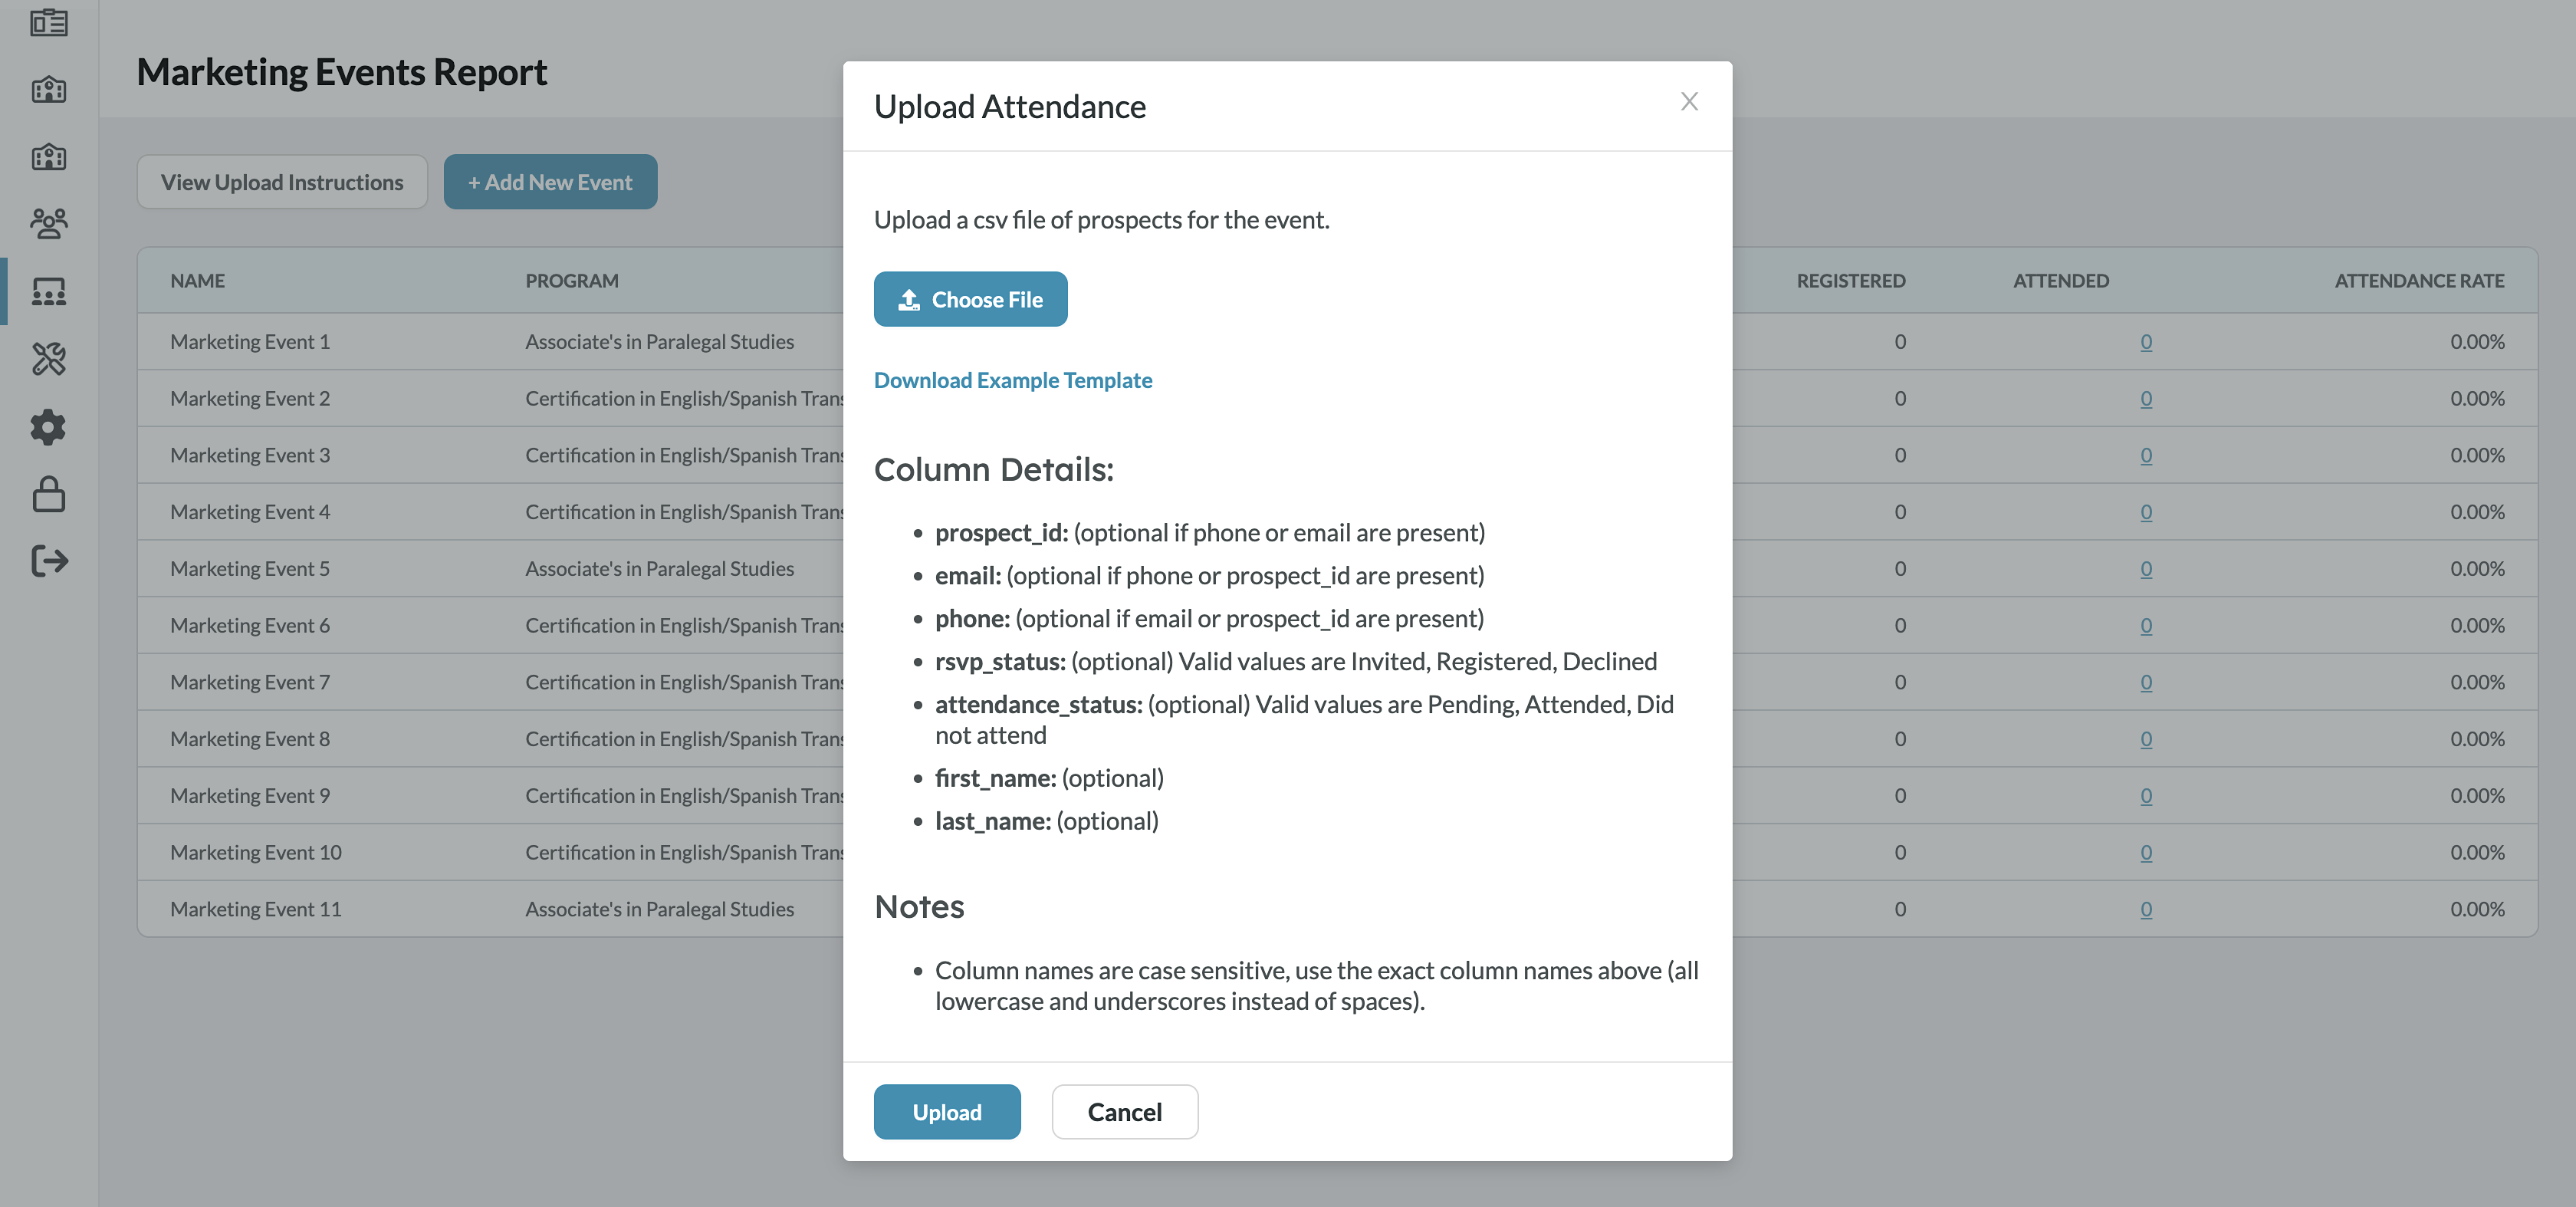 Marketing Events Report
View Upload Instructions
+ Add New Event
NAME PROGRAM REGISTERED ATTENDED ATTENDANCE RATE
Marketing Event 1 Associate's in Paralegal Studies 0 0 0.00%
Marketing Event 2 Certification in English/Spanish Trans 0 0 0.00%
Marketing Event 3 Certification in English/Spanish Trans 0 0 0.00%
Marketing Event 4 Certification in English/Spanish Trans 0 0 0.00%
Marketing Event 5 Associate's in Paralegal Studies 0 0 0.00%
Marketing Event 6 Certification in English/Spanish Trans 0 0 0.00%
Marketing Event 7 Certification in English/Spanish Trans 0 0 0.00%
Marketing Event 8 Certification in English/Spanish Trans 0 0 0.00%
Marketing Event 9 Certification in English/Spanish Trans 0 0 0.00%
Marketing Event 10 Certification in English/Spanish Trans 0 0 0.00%
Marketing Event 11 Associate's in Paralegal Studies 0 0 0.00%
Upload Attendance
Upload a csv file of prospects for the event.
Choose File
Download Example Template
Column Details:
• prospect_id: (optional if phone or email are present)
• email: (optional if phone or prospect_id are present)
• phone: (optional if email or prospect_id are present)
• rsvp_status: (optional) Valid values are Invited, Registered, Declined
• attendance_status: (optional) Valid values are Pending, Attended, Did
not attend
• first_name: (optional)
• last_name: (optional)
Notes
• Column names are case sensitive, use the exact column names above (all
lowercase and underscores instead of spaces).
Upload
Cancel